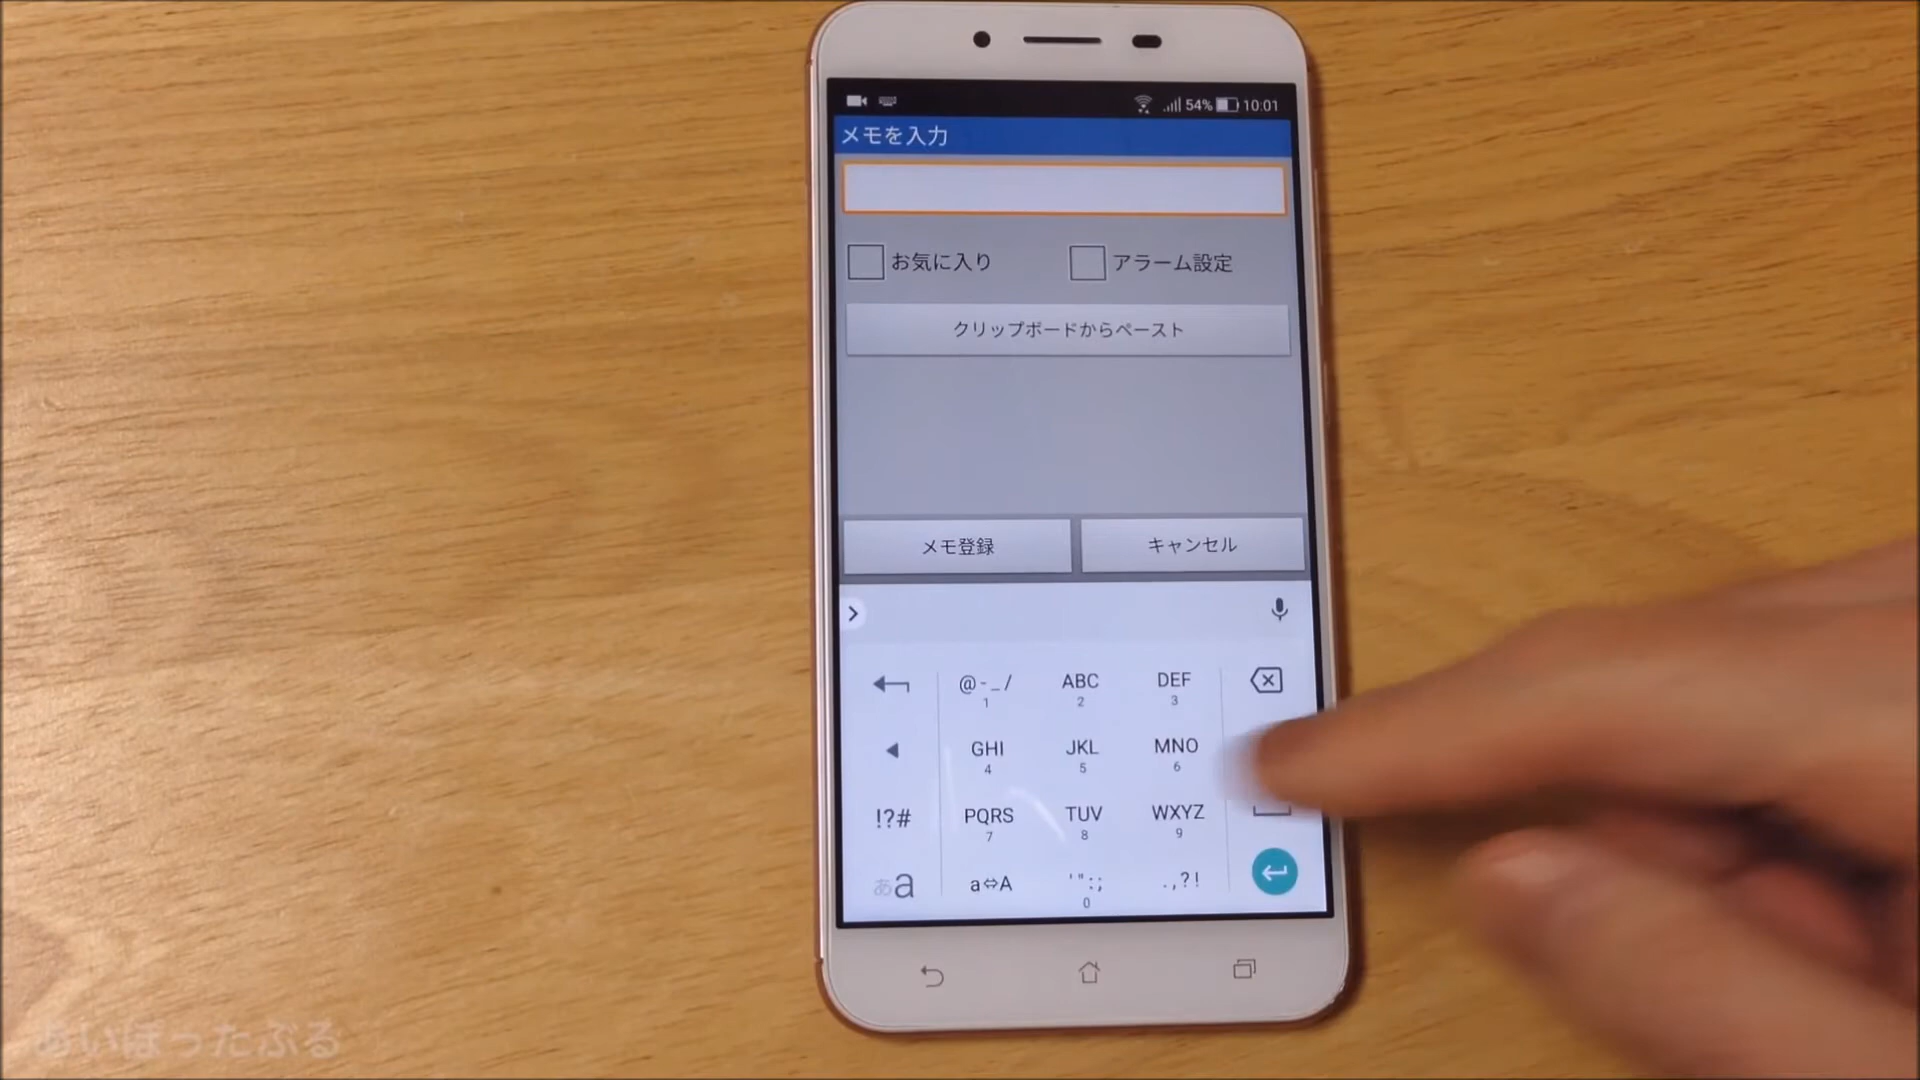 54% 10:01
メモを入力
お気に入り アラーム設定
クリップボードからペースト
メモ登録 キャンセル
@-_/ ABC DEF
1 2 3
GHI JKL MNO
4 5 6
!?# PQRS TUV WXYZ
7 8 9
あa a⇔A '":; .,?!
0
あいぽったぶる